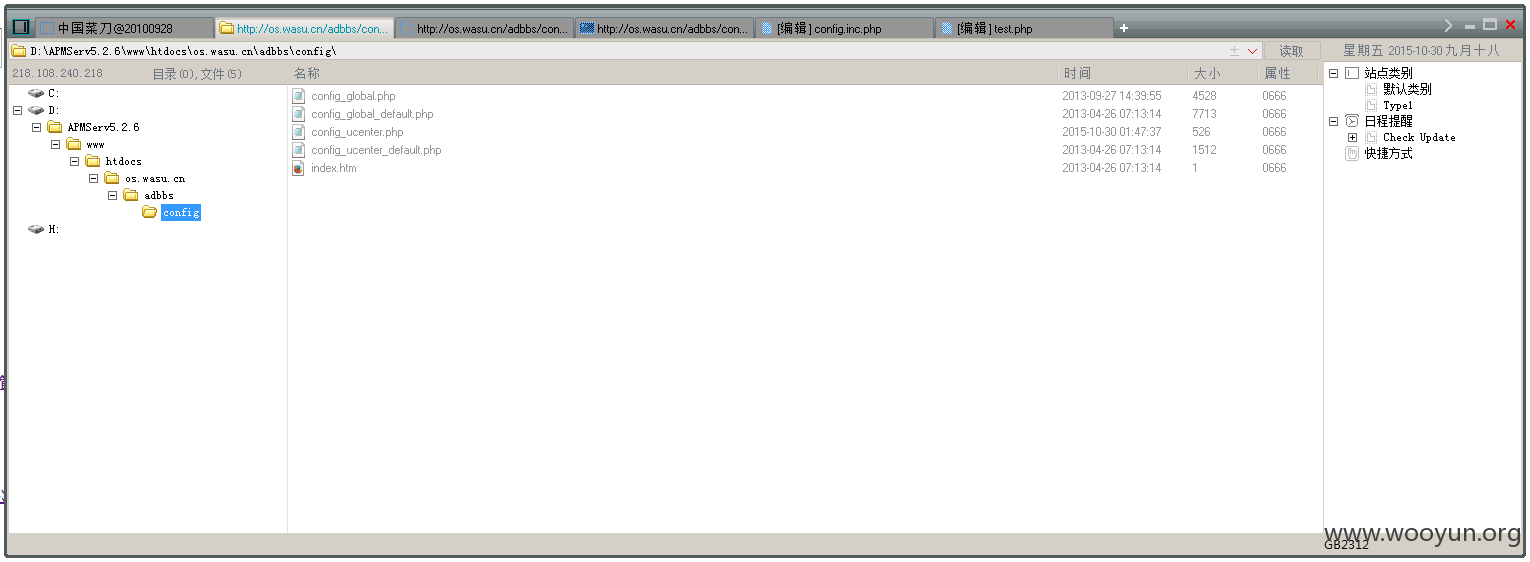 中国菜刀@20100928 http://os.wasu.cn/adbbs/con... http://os.wasu.cn/adbbs/con... http://os.wasu.cn/adbbs/con... [编辑] config.inc.php [编辑] test.php
D:\APMServ5.2.6\www\htdocs\os.wasu.cn\adbbs\config\ 读取 星期五 2015-10-30 九月十八
218.108.240.218 目录(0),文件(5) 名称 时间 大小 属性
C:
D:
APMServ5.2.6
www
htdocs
os.wasu.cn
adbbs
config
H:
config_global.php 2013-09-27 14:39:55 4528 0666
config_global_default.php 2013-04-26 07:13:14 7713 0666
config_ucenter.php 2015-10-30 01:47:37 526 0666
config_ucenter_default.php 2013-04-26 07:13:14 1512 0666
index.htm 2013-04-26 07:13:14 1 0666
站点类别
默认类别
Type1
日程提醒
Check Update
快捷方式
www.wooyun.org
GB2312